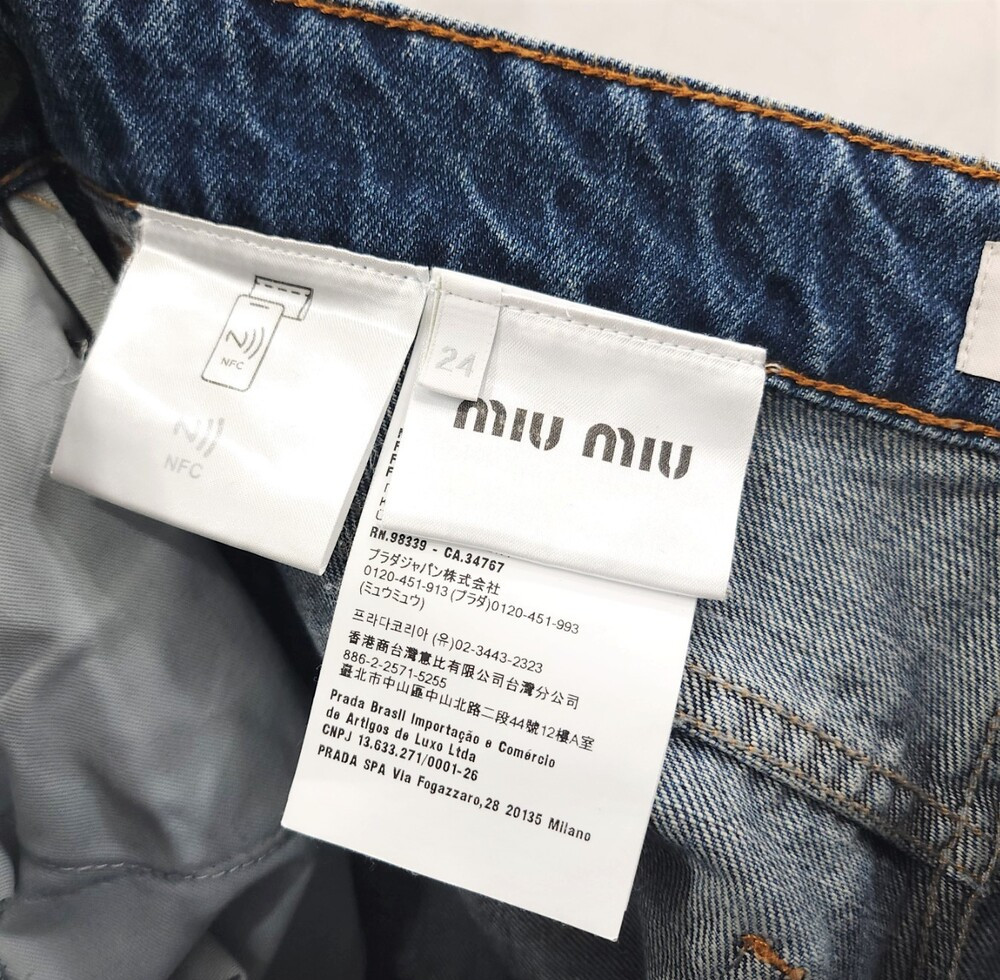 NFC
NFC
24
miu miu
RN.98339 - CA.34767
プラダジャパン株式会社
0120-451-913(プラダ)0120-451-993
(ミュウミュウ)
프라다코리아 (유)02-3443-2323
香港商台灣意比有限公司台灣分公司
886-2-2571-5255
臺北市中山區中山北路二段44號12樓A室
Prada Brasil Importação e Comércio
de Artigos de Luxo Ltda
CNPJ 13.633.271/0001-26
PRADA SPA Via Fogazzaro,28 20135 Milano